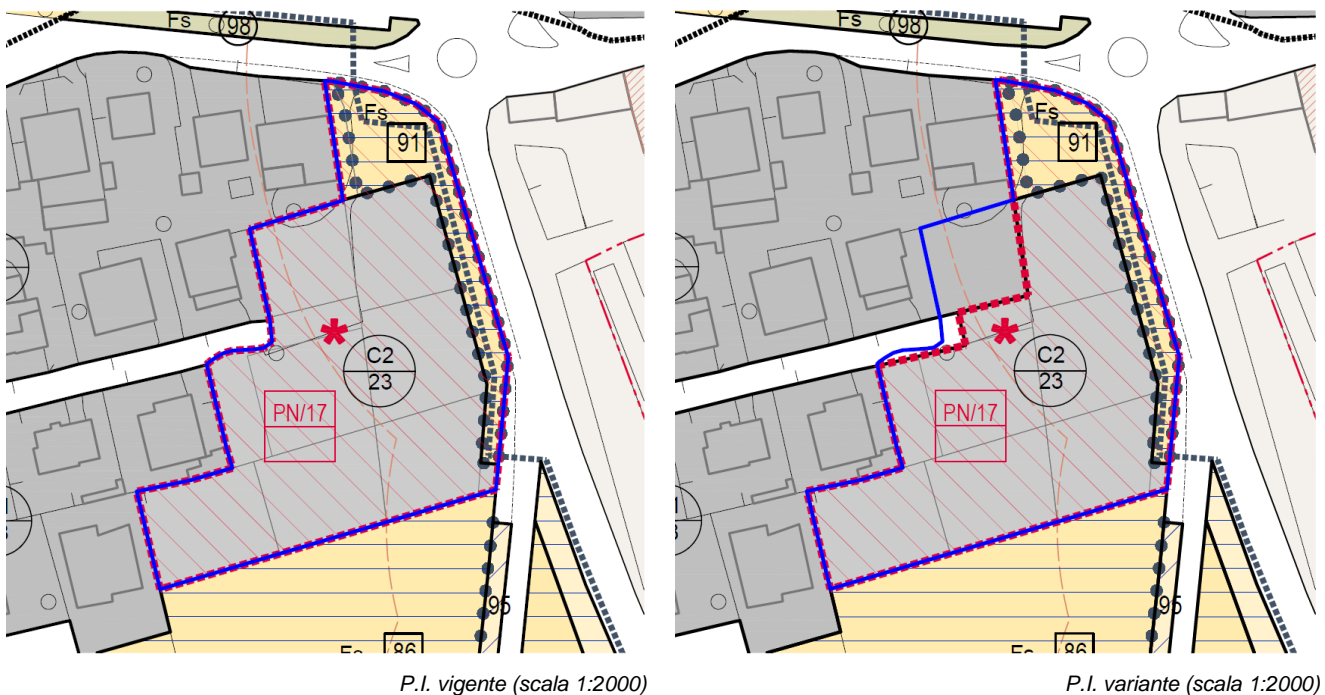 Fs
98
Fs
91
C2
23
PN/17
95
Fs 86
P.I. vigente (scala 1:2000)
Fs
98
Fs
91
C2
23
PN/17
95
Fs 86
P.I. variante (scala 1:2000)